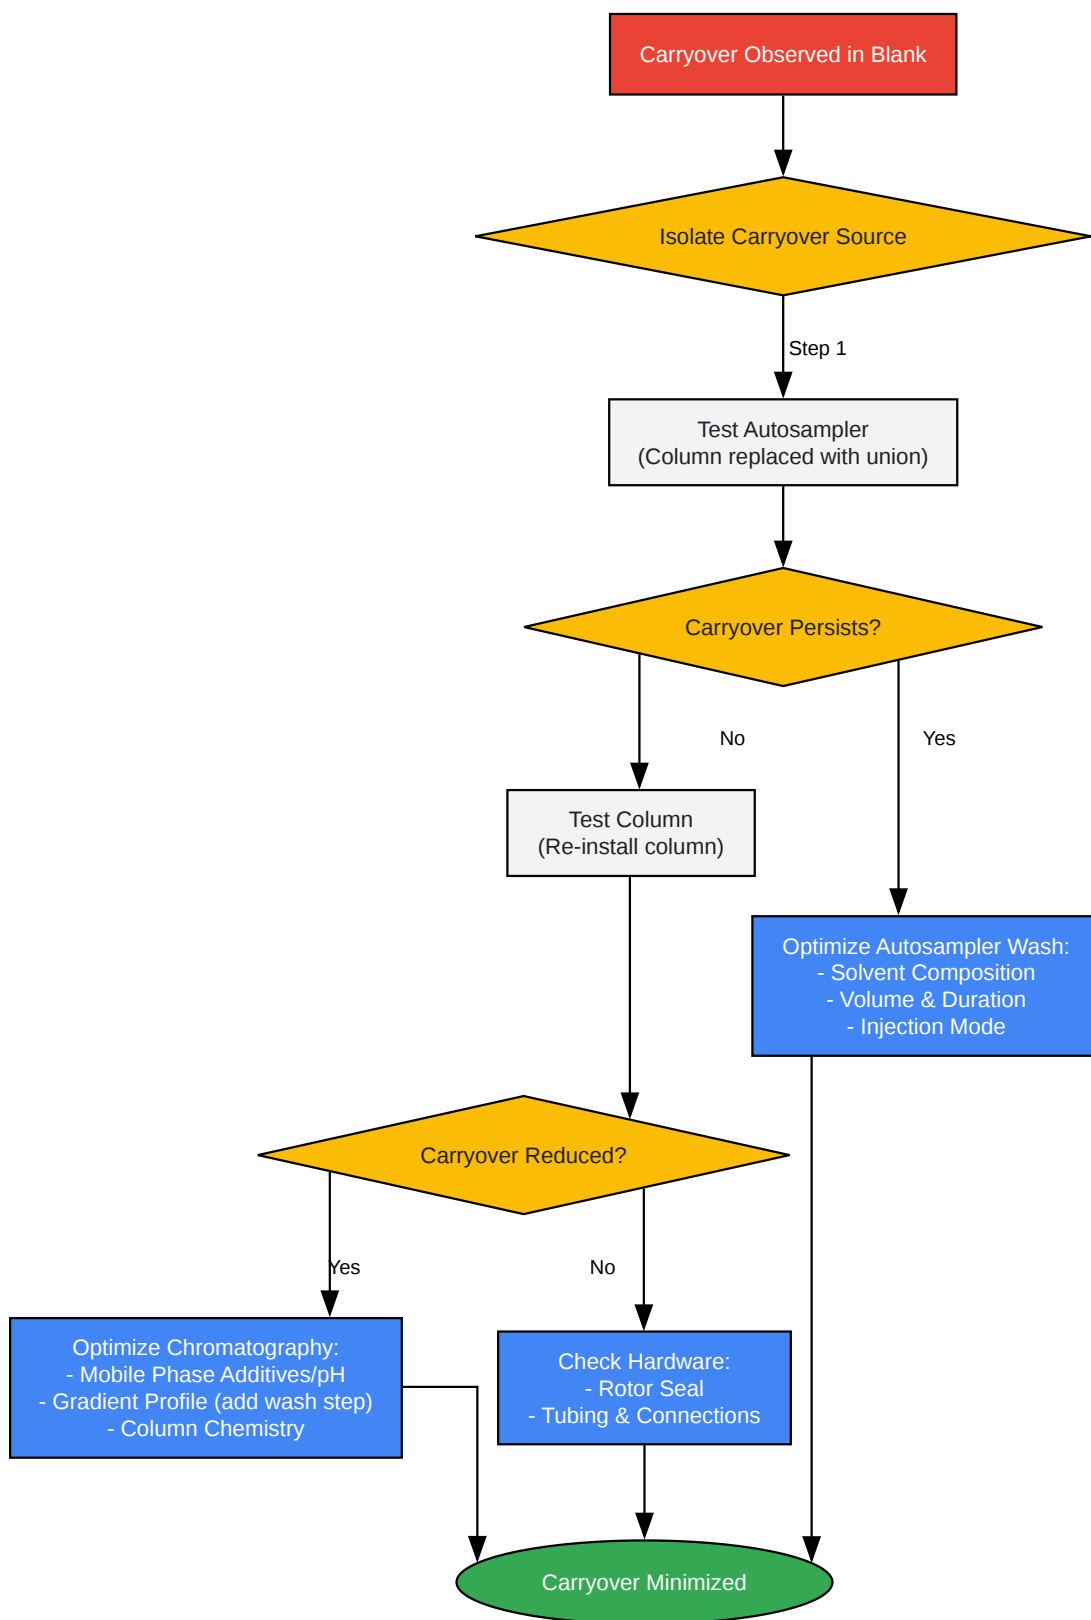 Carryover Observed in Blank
Isolate Carryover Source
Step 1
Test Autosampler
(Column replaced with union)
Carryover Persists?
No
Yes
Test Column
(Re-install column)
Optimize Autosampler Wash:
- Solvent Composition
- Volume & Duration
- Injection Mode
Carryover Reduced?
Yes
No
Optimize Chromatography:
- Mobile Phase Additives/pH
- Gradient Profile (add wash step)
- Column Chemistry
Check Hardware:
- Rotor Seal
- Tubing & Connections
Carryover Minimized